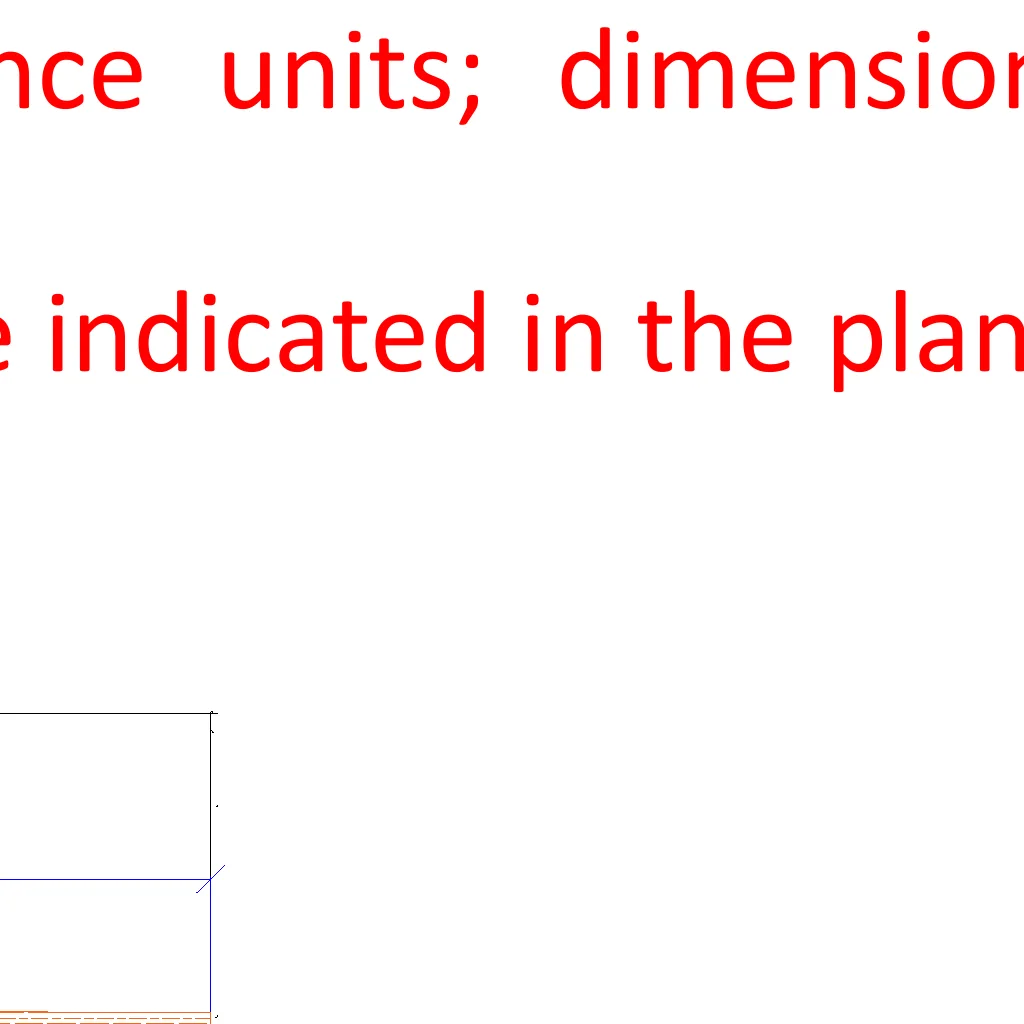 nce units; dimension
e indicated in the plan